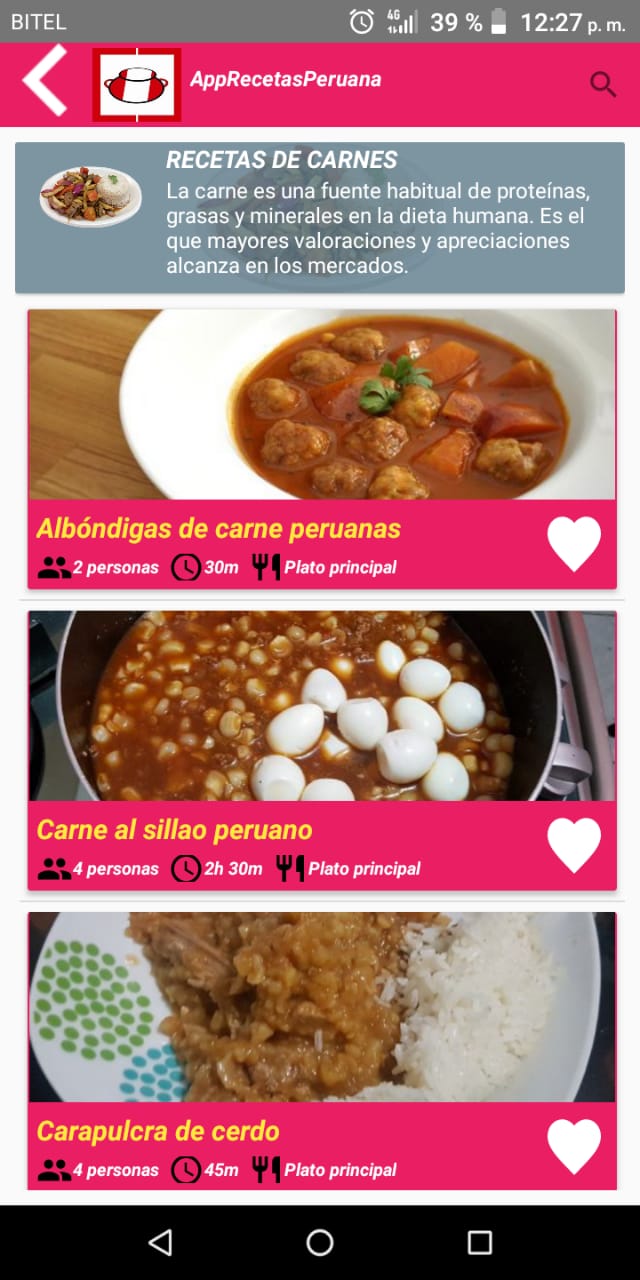 BITEL
4G
39 %
12:27 p. m.
AppRecetasPeruana
RECETAS DE CARNES
La carne es una fuente habitual de proteínas,
grasas y minerales en la dieta humana. Es el
que mayores valoraciones y apreciaciones
alcanza en los mercados.
Albóndigas de carne peruanas
2 personas 30m Plato principal
Carne al sillao peruano
4 personas 2h 30m Plato principal
Carapulcra de cerdo
4 personas 45m Plato principal